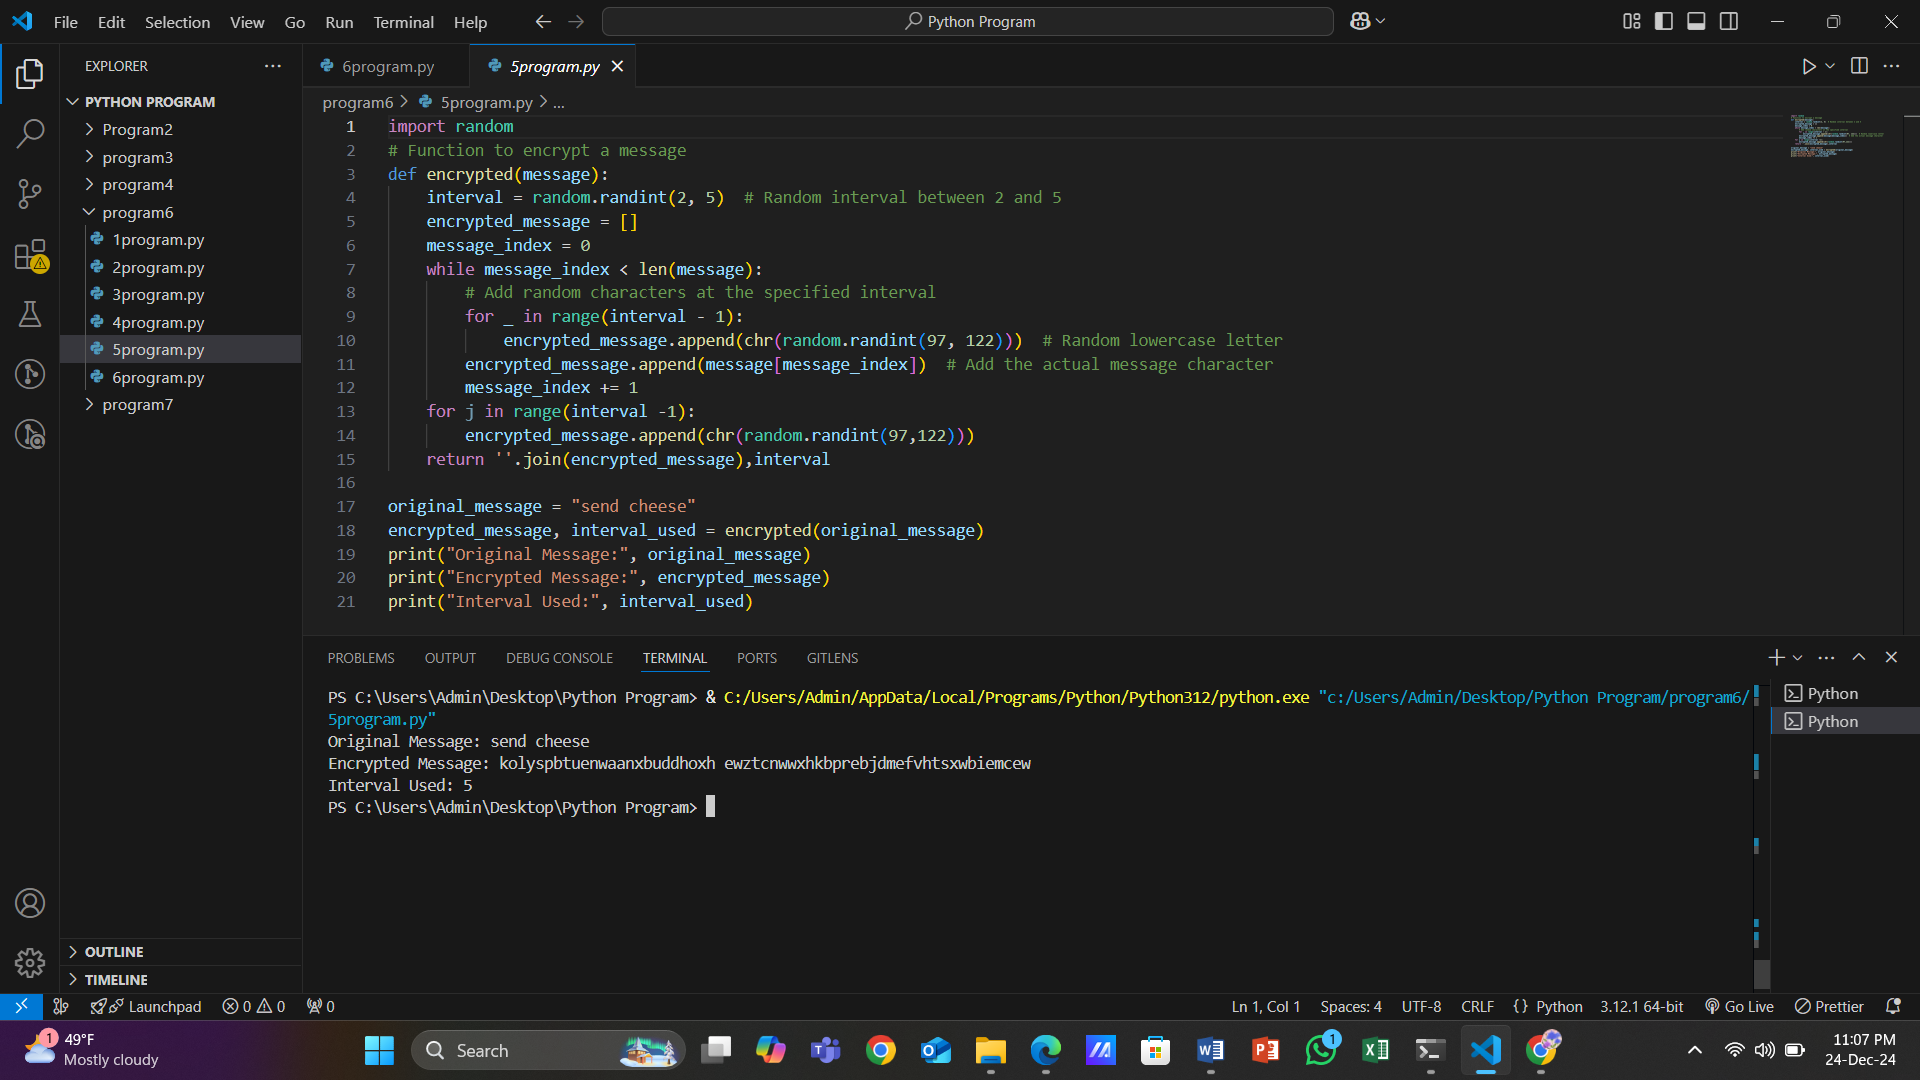 File Edit Selection View Go Run Terminal Help
Python Program
EXPLORER
PYTHON PROGRAM
Program2
program3
program4
program6
1program.py
2program.py
3program.py
4program.py
5program.py
6program.py
program7
OUTLINE
TIMELINE
6program.py 5program.py
program6 > 5program.py > ...
1 import random
2 # Function to encrypt a message
3 def encrypted(message):
4 interval = random.randint(2, 5)  # Random interval between 2 and 5
5 encrypted_message = []
6 message_index = 0
7 while message_index < len(message):
8 # Add random characters at the specified interval
9 for _ in range(interval - 1):
10 encrypted_message.append(chr(random.randint(97, 122)))  # Random lowercase letter
11 encrypted_message.append(message[message_index])  # Add the actual message character
12 message_index += 1
13 for j in range(interval -1):
14 encrypted_message.append(chr(random.randint(97,122)))
15 return ''.join(encrypted_message),interval
16
17 original_message = "send cheese"
18 encrypted_message, interval_used = encrypted(original_message)
19 print("Original Message:", original_message)
20 print("Encrypted Message:", encrypted_message)
21 print("Interval Used:", interval_used)
PROBLEMS OUTPUT DEBUG CONSOLE TERMINAL PORTS GITLENS
PS C:\Users\Admin\Desktop\Python Program> & C:/Users/Admin/AppData/Local/Programs/Python/Python312/python.exe "c:/Users/Admin/Desktop/Python Program/program6/
5program.py"
Original Message: send cheese
Encrypted Message: kolyspbtuenwaanxbuddhoxh ewztcnwwxhkbprebjdmefvhtsxwbiemcew
Interval Used: 5
PS C:\Users\Admin\Desktop\Python Program>
Python
Python
Launchpad 0 0 0
Ln 1, Col 1 Spaces: 4 UTF-8 CRLF {} Python 3.12.1 64-bit Go Live Prettier
1 49°F
Mostly cloudy
Search
1
11:07 PM
24-Dec-24